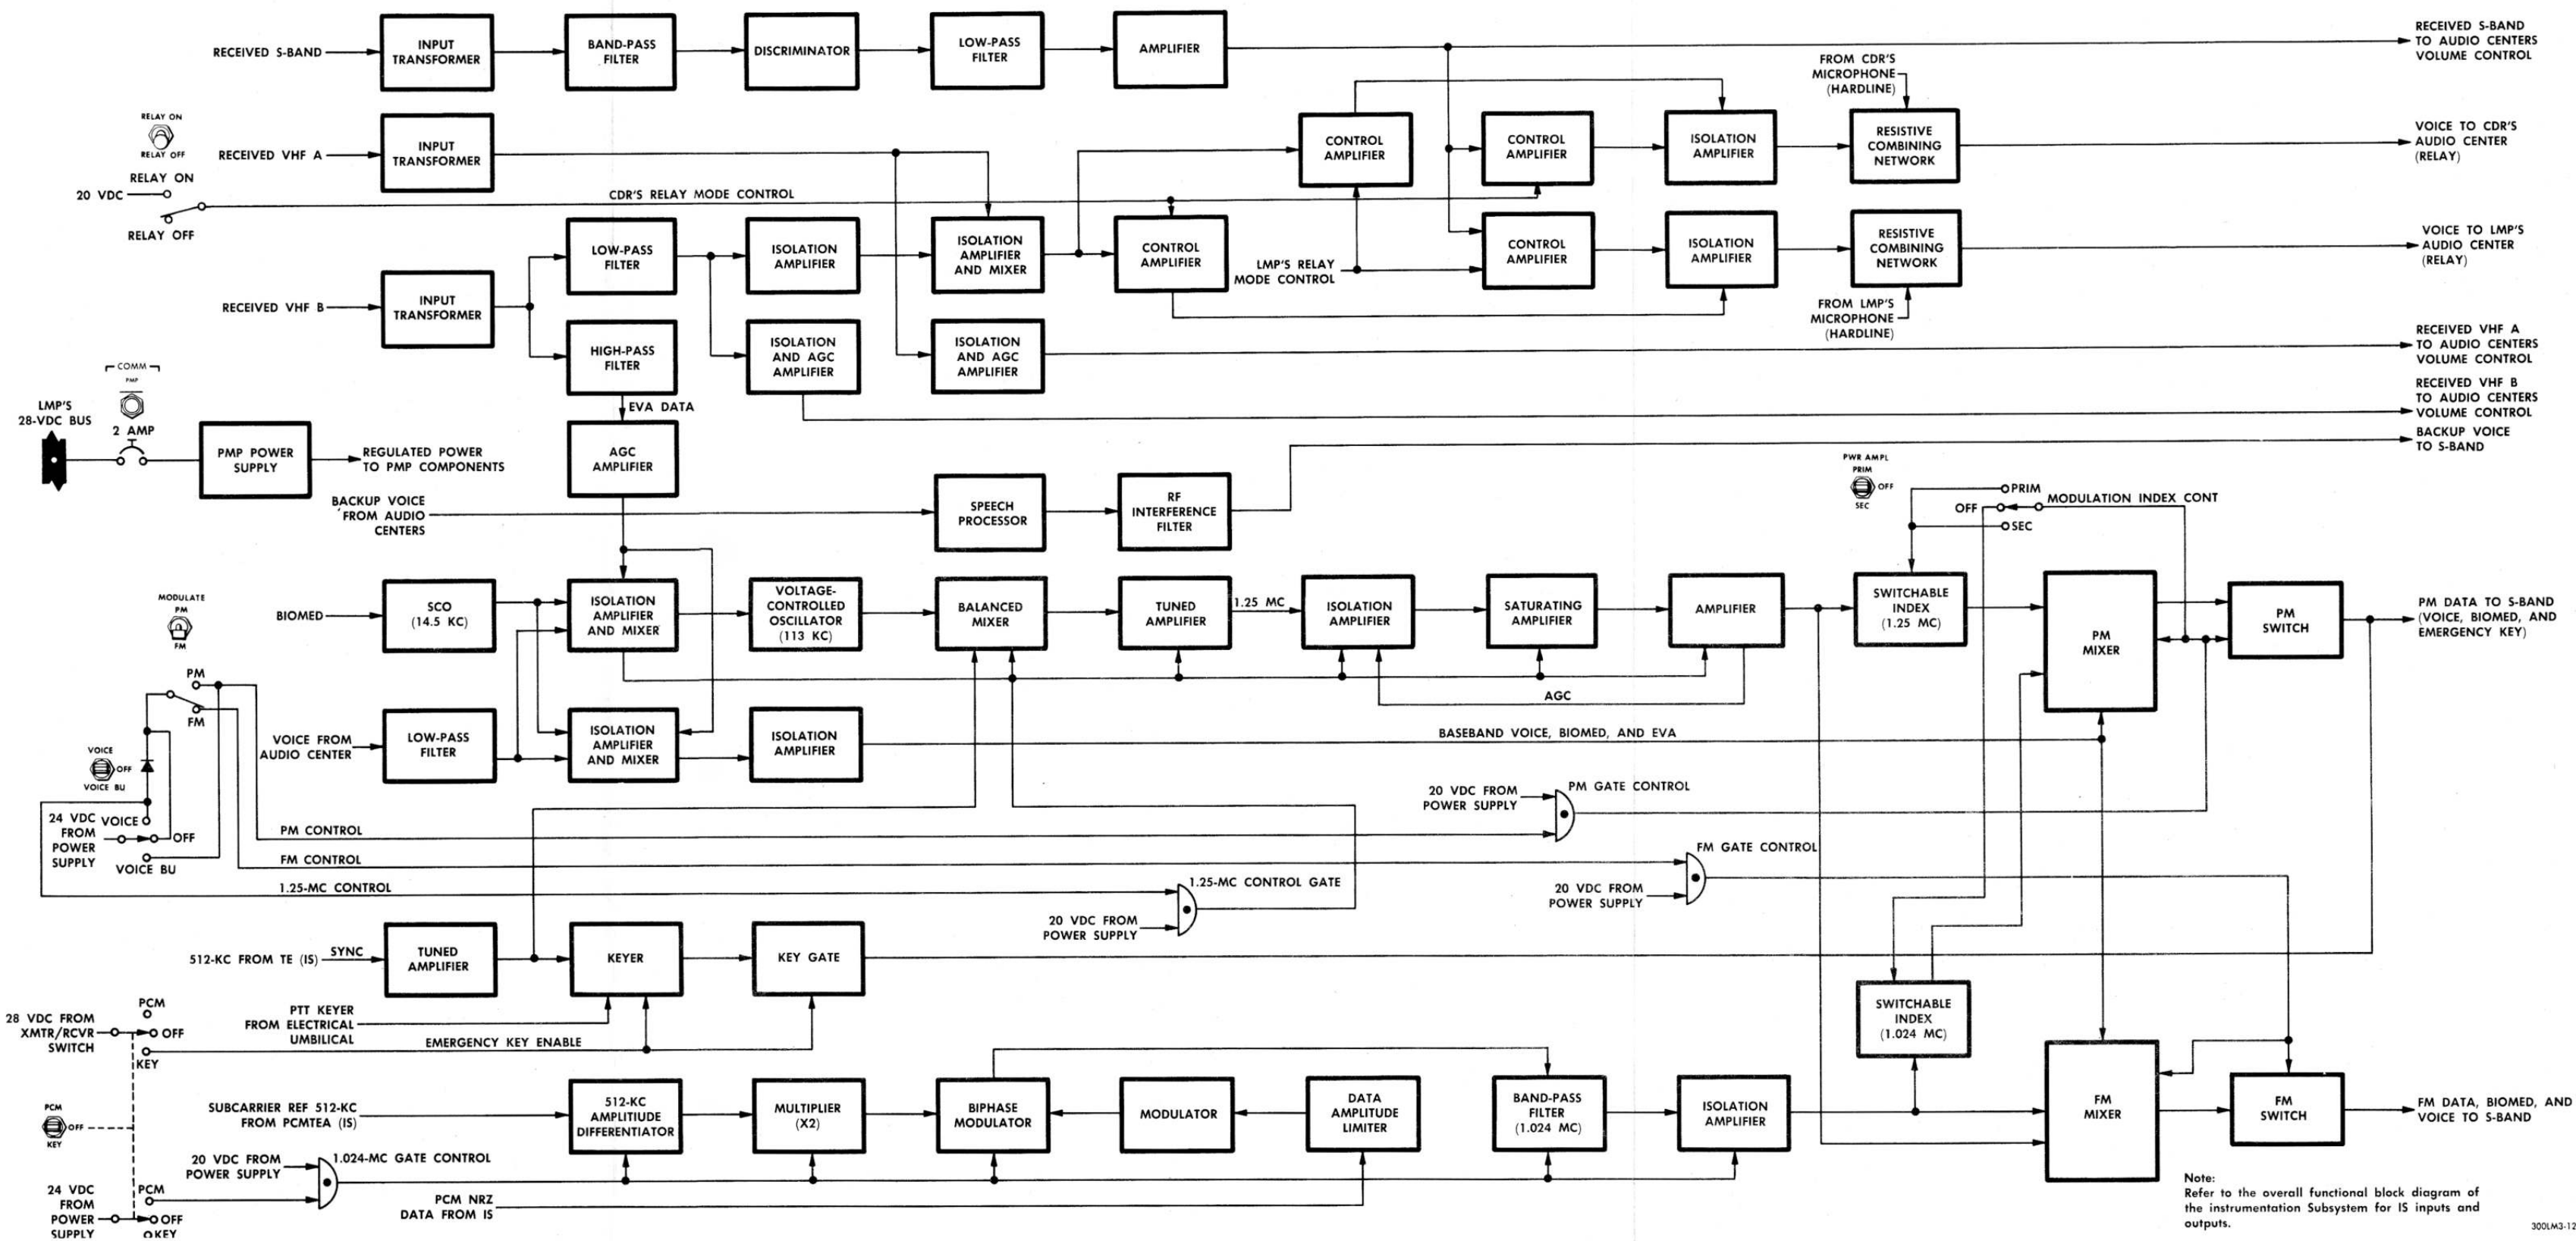 RECEIVED S-BAND
INPUT
TRANSFORMER
BAND-PASS
FILTER
DISCRIMINATOR
LOW-PASS
FILTER
AMPLIFIER
RECEIVED S-BAND
TO AUDIO CENTERS
VOLUME CONTROL
FROM CDR'S
MICROPHONE
(HARDLINE)
RELAY ON
RELAY OFF
RECEIVED VHF A
INPUT
TRANSFORMER
CONTROL
AMPLIFIER
CONTROL
AMPLIFIER
ISOLATION
AMPLIFIER
RESISTIVE
COMBINING
NETWORK
VOICE TO CDR'S
AUDIO CENTER
(RELAY)
RELAY ON
20 VDC
RELAY OFF
CDR'S RELAY MODE CONTROL
LOW-PASS
FILTER
ISOLATION
AMPLIFIER
ISOLATION
AMPLIFIER
AND MIXER
CONTROL
AMPLIFIER
LMP'S RELAY
MODE CONTROL
CONTROL
AMPLIFIER
ISOLATION
AMPLIFIER
RESISTIVE
COMBINING
NETWORK
VOICE TO LMP'S
AUDIO CENTER
(RELAY)
RECEIVED VHF B
INPUT
TRANSFORMER
FROM LMP'S
MICROPHONE
(HARDLINE)
HIGH-PASS
FILTER
ISOLATION
AND AGC
AMPLIFIER
ISOLATION
AND AGC
AMPLIFIER
RECEIVED VHF A
TO AUDIO CENTERS
VOLUME CONTROL
EVA DATA
RECEIVED VHF B
TO AUDIO CENTERS
VOLUME CONTROL
COMM
PMP
LMP'S
28-VDC BUS
2 AMP
PMP POWER
SUPPLY
REGULATED POWER
TO PMP COMPONENTS
AGC
AMPLIFIER
BACKUP VOICE
TO S-BAND
BACKUP VOICE
FROM AUDIO
CENTERS
SPEECH
PROCESSOR
RF
INTERFERENCE
FILTER
PWR AMPL
PRIM
OFF
SEC
PRIM
OFF
SEC
MODULATION INDEX CONT
BIOMED
SCO
(14.5 KC)
ISOLATION
AMPLIFIER
AND MIXER
VOLTAGE-
CONTROLLED
OSCILLATOR
(113 KC)
BALANCED
MIXER
TUNED
AMPLIFIER
1.25 MC
ISOLATION
AMPLIFIER
SATURATING
AMPLIFIER
AMPLIFIER
SWITCHABLE
INDEX
(1.25 MC)
PM
MIXER
PM
SWITCH
PM DATA TO S-BAND
(VOICE, BIOMED, AND
EMERGENCY KEY)
MODULATE
PM
FM
PM
FM
AGC
VOICE FROM
AUDIO CENTER
LOW-PASS
FILTER
ISOLATION
AMPLIFIER
AND MIXER
ISOLATION
AMPLIFIER
BASEBAND VOICE, BIOMED, AND EVA
VOICE
OFF
VOICE BU
24 VDC
FROM
POWER
SUPPLY
VOICE
OFF
VOICE BU
20 VDC FROM
POWER SUPPLY
PM GATE CONTROL
PM CONTROL
FM CONTROL
FM GATE CONTROL
1.25-MC CONTROL
1.25-MC CONTROL GATE
20 VDC FROM
POWER SUPPLY
20 VDC FROM
POWER SUPPLY
512-KC FROM TE (IS)
SYNC
TUNED
AMPLIFIER
KEYER
KEY GATE
PTT KEYER
FROM ELECTRICAL
UMBILICAL
EMERGENCY KEY ENABLE
28 VDC FROM
XMTR/RCVR
SWITCH
PCM
OFF
KEY
SWITCHABLE
INDEX
(1.024 MC)
SUBCARRIER REF 512-KC
FROM PCMTEA (IS)
512-KC
AMPLITIUDE
DIFFERENTIATOR
MULTIPLIER
(X2)
BIPHASE
MODULATOR
MODULATOR
DATA
AMPLITUDE
LIMITER
BAND-PASS
FILTER
(1.024 MC)
ISOLATION
AMPLIFIER
FM
MIXER
FM
SWITCH
FM DATA, BIOMED, AND
VOICE TO S-BAND
PCM
OFF
KEY
20 VDC FROM
POWER SUPPLY
1.024-MC GATE CONTROL
24 VDC
FROM
POWER
SUPPLY
PCM
OFF
KEY
PCM NRZ
DATA FROM IS
Note:
Refer to the overall functional block diagram of
the instrumentation Subsystem for IS inputs and
outputs.
300LM3-12